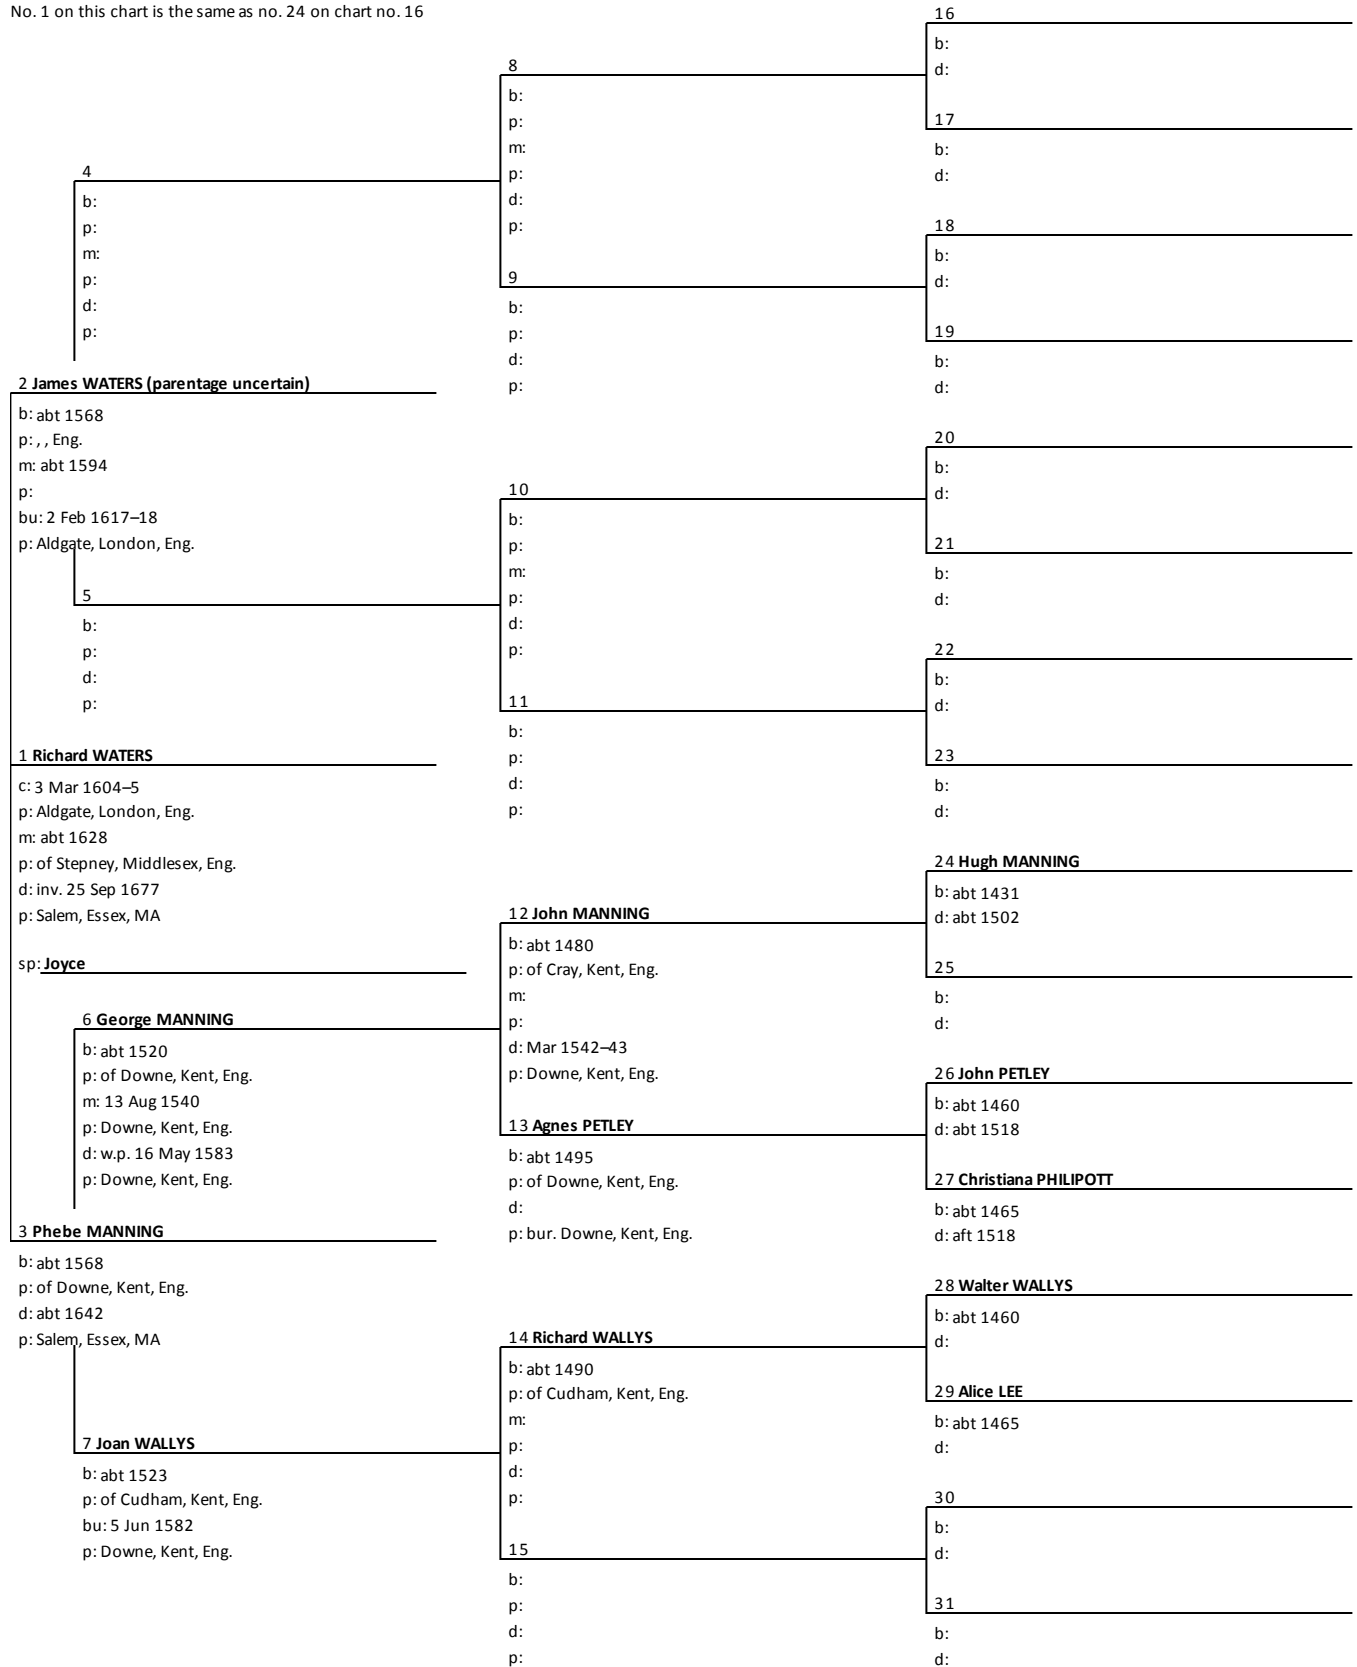 No. 1 on this chart is the same as no. 24 on chart no. 16
4
b:
p:
m:
p:
d:
p:
2 James WATERS (parentage uncertain)
b: abt 1568
p: , , Eng.
m: abt 1594
p:
bu: 2 Feb 1617–18
p: Aldgate, London, Eng.
5
b:
p:
d:
p:
1 Richard WATERS
c: 3 Mar 1604–5
p: Aldgate, London, Eng.
m: abt 1628
p: of Stepney, Middlesex, Eng.
d: inv. 25 Sep 1677
p: Salem, Essex, MA
sp: Joyce
6 George MANNING
b: abt 1520
p: of Downe, Kent, Eng.
m: 13 Aug 1540
p: Downe, Kent, Eng.
d: w.p. 16 May 1583
p: Downe, Kent, Eng.
3 Phebe MANNING
b: abt 1568
p: of Downe, Kent, Eng.
d: abt 1642
p: Salem, Essex, MA
7 Joan WALLYS
b: abt 1523
p: of Cudham, Kent, Eng.
bu: 5 Jun 1582
p: Downe, Kent, Eng.
8
b:
p:
m:
p:
d:
p:
9
b:
p:
d:
p:
10
b:
p:
m:
p:
d:
p:
11
b:
p:
d:
p:
12 John MANNING
b: abt 1480
p: of Cray, Kent, Eng.
m:
p:
d: Mar 1542–43
p: Downe, Kent, Eng.
13 Agnes PETLEY
b: abt 1495
p: of Downe, Kent, Eng.
d:
p: bur. Downe, Kent, Eng.
14 Richard WALLYS
b: abt 1490
p: of Cudham, Kent, Eng.
m:
p:
d:
p:
15
b:
p:
d:
p:
16
b:
d:
17
b:
d:
18
b:
d:
19
b:
d:
20
b:
d:
21
b:
d:
22
b:
d:
23
b:
d:
24 Hugh MANNING
b: abt 1431
d: abt 1502
25
b:
d:
26 John PETLEY
b: abt 1460
d: abt 1518
27 Christiana PHILIPOTT
b: abt 1465
d: aft 1518
28 Walter WALLYS
b: abt 1460
d:
29 Alice LEE
b: abt 1465
d:
30
b:
d:
31
b:
d: